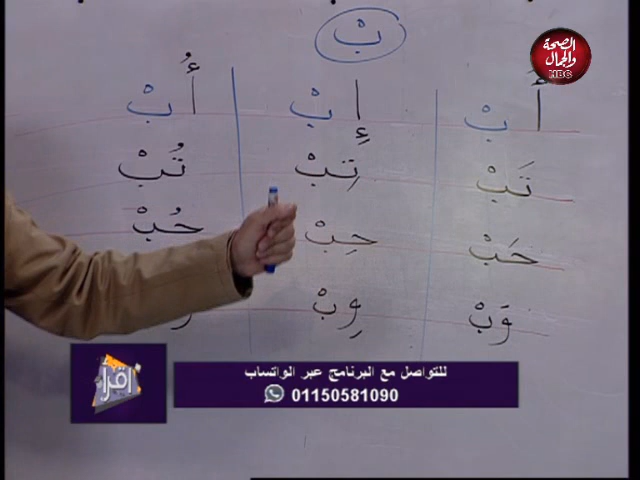 بْ
الصحة
والجمال
HBC
أَ بْ إِ بْ أُ بْ
تَبْ تِبْ تُبْ
حَبْ حِبْ حُبْ
وَبْ وِبْ
اقرأ
للتواصل مع البرنامج عبر الواتساب
01150581090